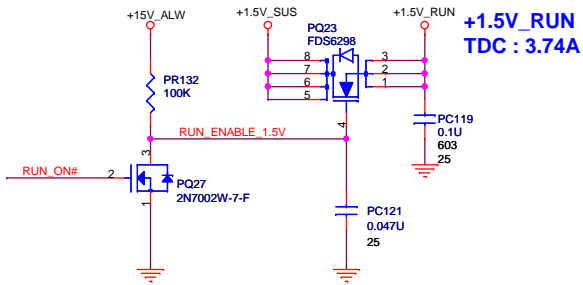 +15V_ALW
+1.5V_SUS
+1.5V_RUN
+1.5V_RUN
TDC : 3.74A
PQ23
FDS6298
8
7
6
5
3
2
1
4
PR132
100K
RUN_ENABLE_1.5V
PC119
0.1U
603
25
RUN_ON#
2
3
1
PQ27
2N7002W-7-F
PC121
0.047U
25